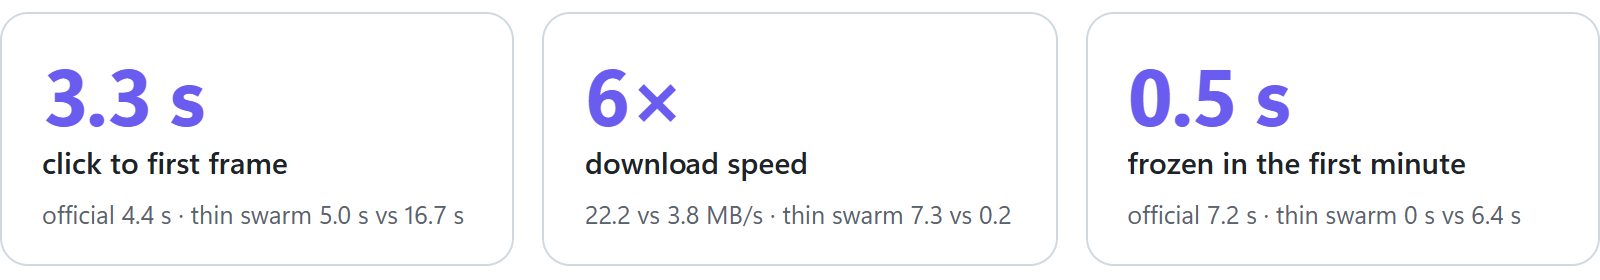 3.3 s
click to first frame
official 4.4 s · thin swarm 5.0 s vs 16.7 s
6×
download speed
22.2 vs 3.8 MB/s · thin swarm 7.3 vs 0.2
0.5 s
frozen in the first minute
official 7.2 s · thin swarm 0 s vs 6.4 s